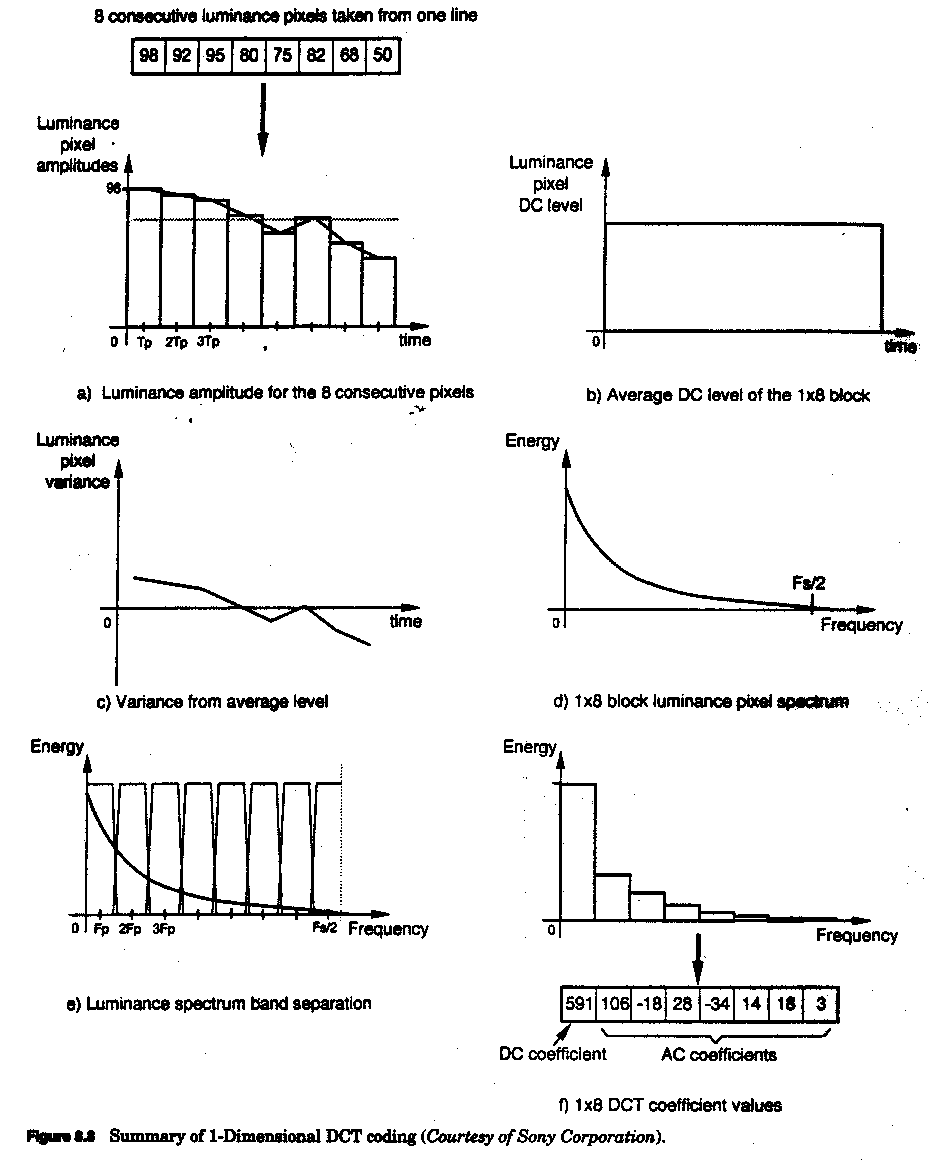 8 consecutive luminance pixels taken from one line
98 92 95 80 75 82 68 50
Luminance
pixel
amplitudes
98
0 Tp 2Tp 3Tp
time
a) Luminance amplitude for the 8 consecutive pixels
Luminance
pixel
DC level
0
time
b) Average DC level of the 1x8 block
Luminance
pixel
variance
0
time
c) Variance from average level
Energy
Fs/2
0
Frequency
d) 1x8 block luminance pixel spectrum
Energy
0 Fp 2Fp 3Fp Fs/2 Frequency
e) Luminance spectrum band separation
Energy
0
Frequency
591 106 -18 28 -34 14 18 3
DC coefficient AC coefficients
f) 1x8 DCT coefficient values
Figure 8.8 Summary of 1-Dimensional DCT coding (Courtesy of Sony Corporation).